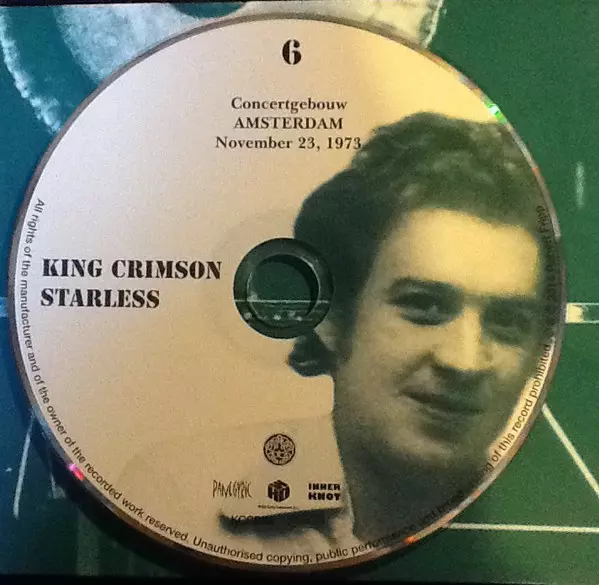 6
Concertgebouw
AMSTERDAM
November 23, 1973
KING CRIMSON
STARLESS
PANEGYRIC
INNER
KNOT
All rights of the manufacturer and of the owner of the recorded work reserved. Unauthorised copying, public performance and of this record prohibited.
Fripp